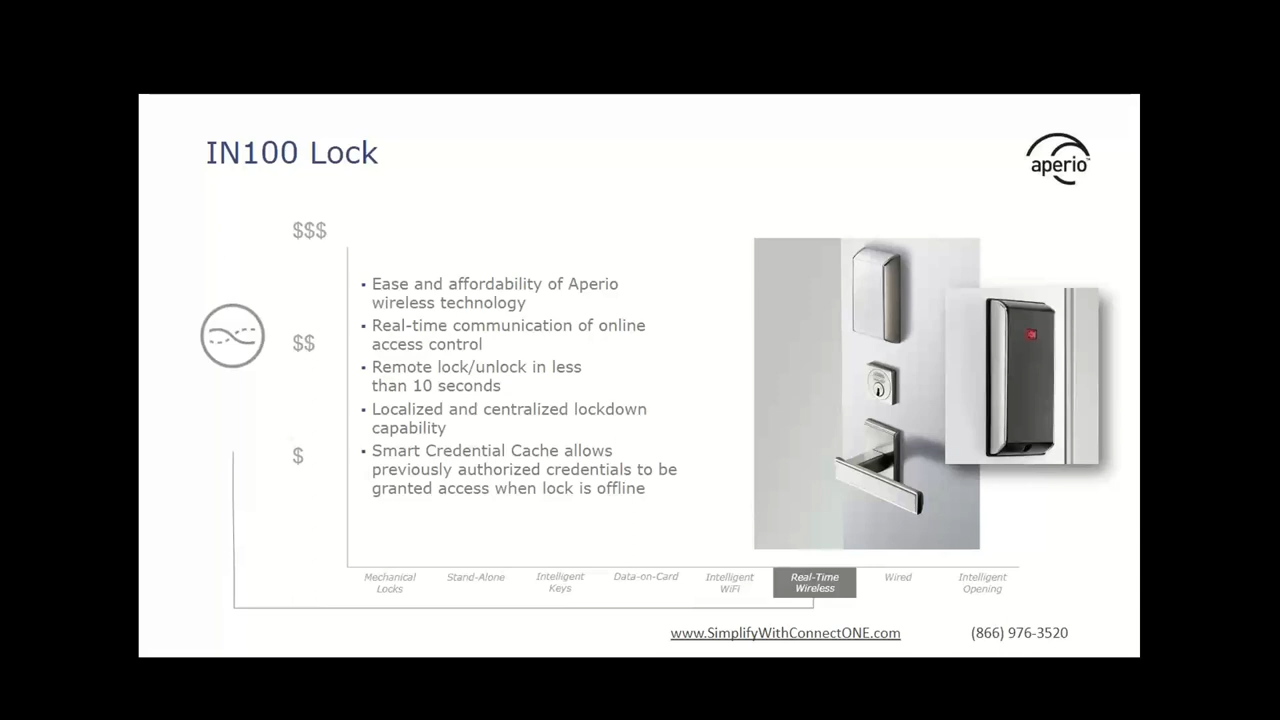 IN100 Lock
aperio™
$$$
$$
$
▪ Ease and affordability of Aperio
wireless technology
▪ Real-time communication of online
access control
▪ Remote lock/unlock in less
than 10 seconds
▪ Localized and centralized lockdown
capability
▪ Smart Credential Cache allows
previously authorized credentials to be
granted access when lock is offline
Mechanical
Locks
Stand-Alone
Intelligent
Keys
Data-on-Card
Intelligent
WiFi
Real-Time
Wireless
Wired
Intelligent
Opening
www.SimplifyWithConnectONE.com
(866) 976-3520